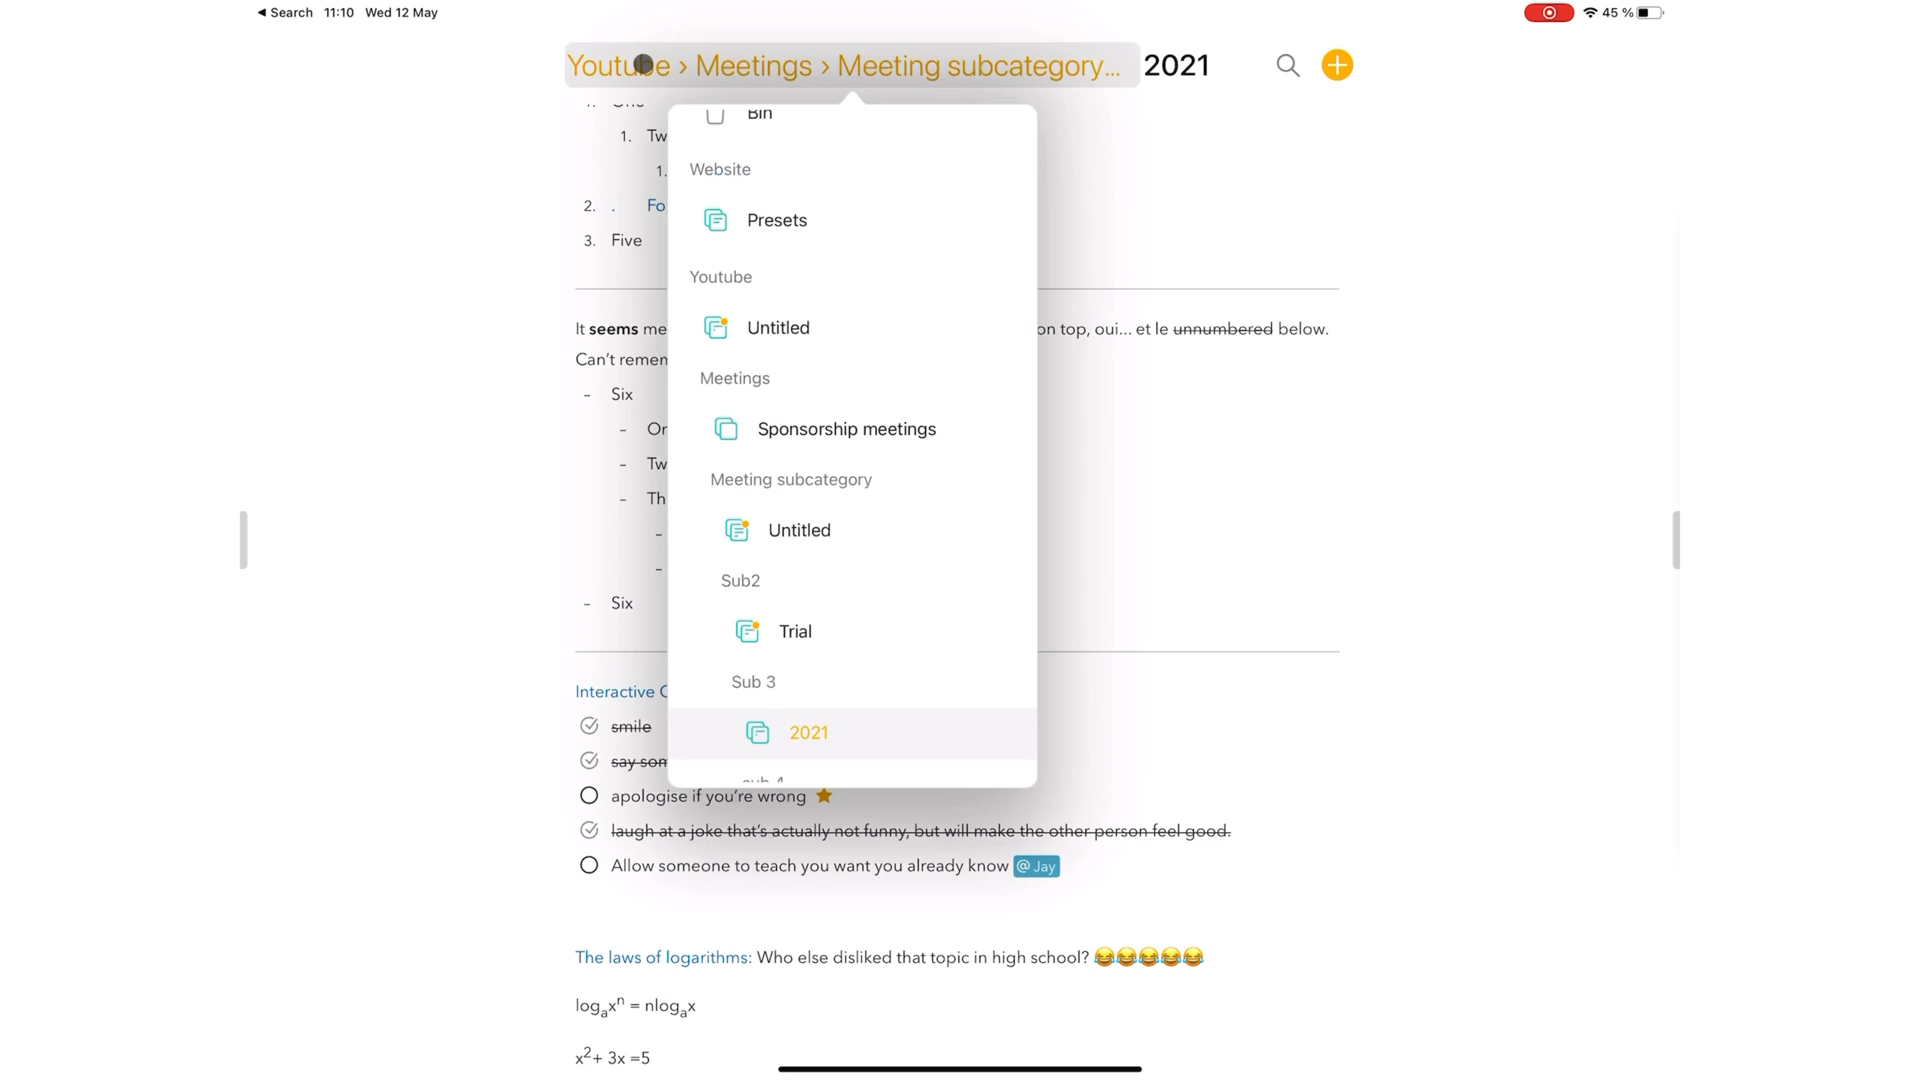 ◀ Search 11:10 Wed 12 May
45 %
Youtube › Meetings › Meeting subcategory... 2021
Bin
1. Tw
Website
1.
2. . Fo
Presets
3. Five
Youtube
Untitled
It seems me
on top, oui... et le unnumbered below.
Can't remen
Meetings
- Six
Sponsorship meetings
- Or
- Tw
Meeting subcategory
- Th
Untitled
-
-
Sub2
- Six
Trial
Sub 3
Interactive C
smile
2021
say som
sub 4
apologise if you're wrong
laugh at a joke that's actually not funny, but will make the other person feel good.
Allow someone to teach you want you already know @ Jay
The laws of logarithms: Who else disliked that topic in high school? 😂😂😂😂😂
logₐxⁿ = nlogₐx
x²+ 3x =5